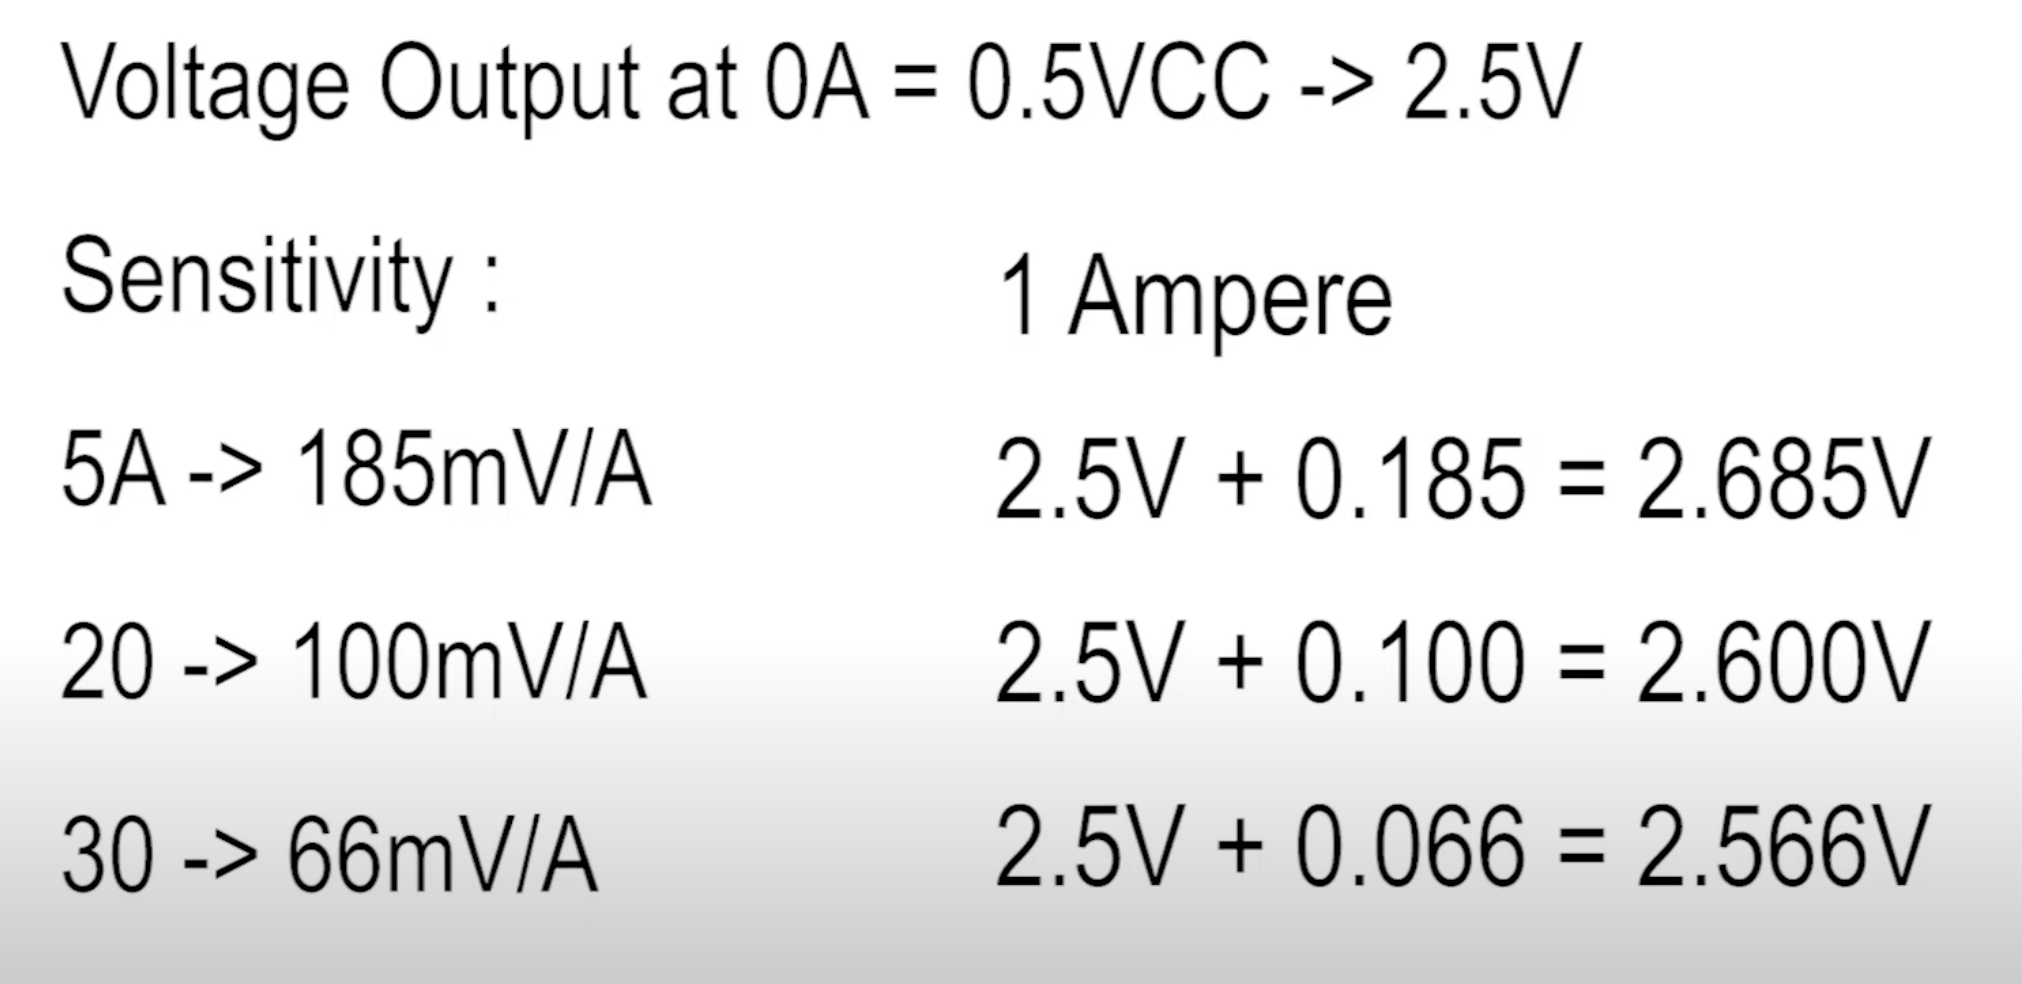 Voltage Output at 0A = 0.5VCC -> 2.5V
Sensitivity :
1 Ampere
5A -> 185mV/A
2.5V + 0.185 = 2.685V
20 -> 100mV/A
2.5V + 0.100 = 2.600V
30 -> 66mV/A
2.5V + 0.066 = 2.566V